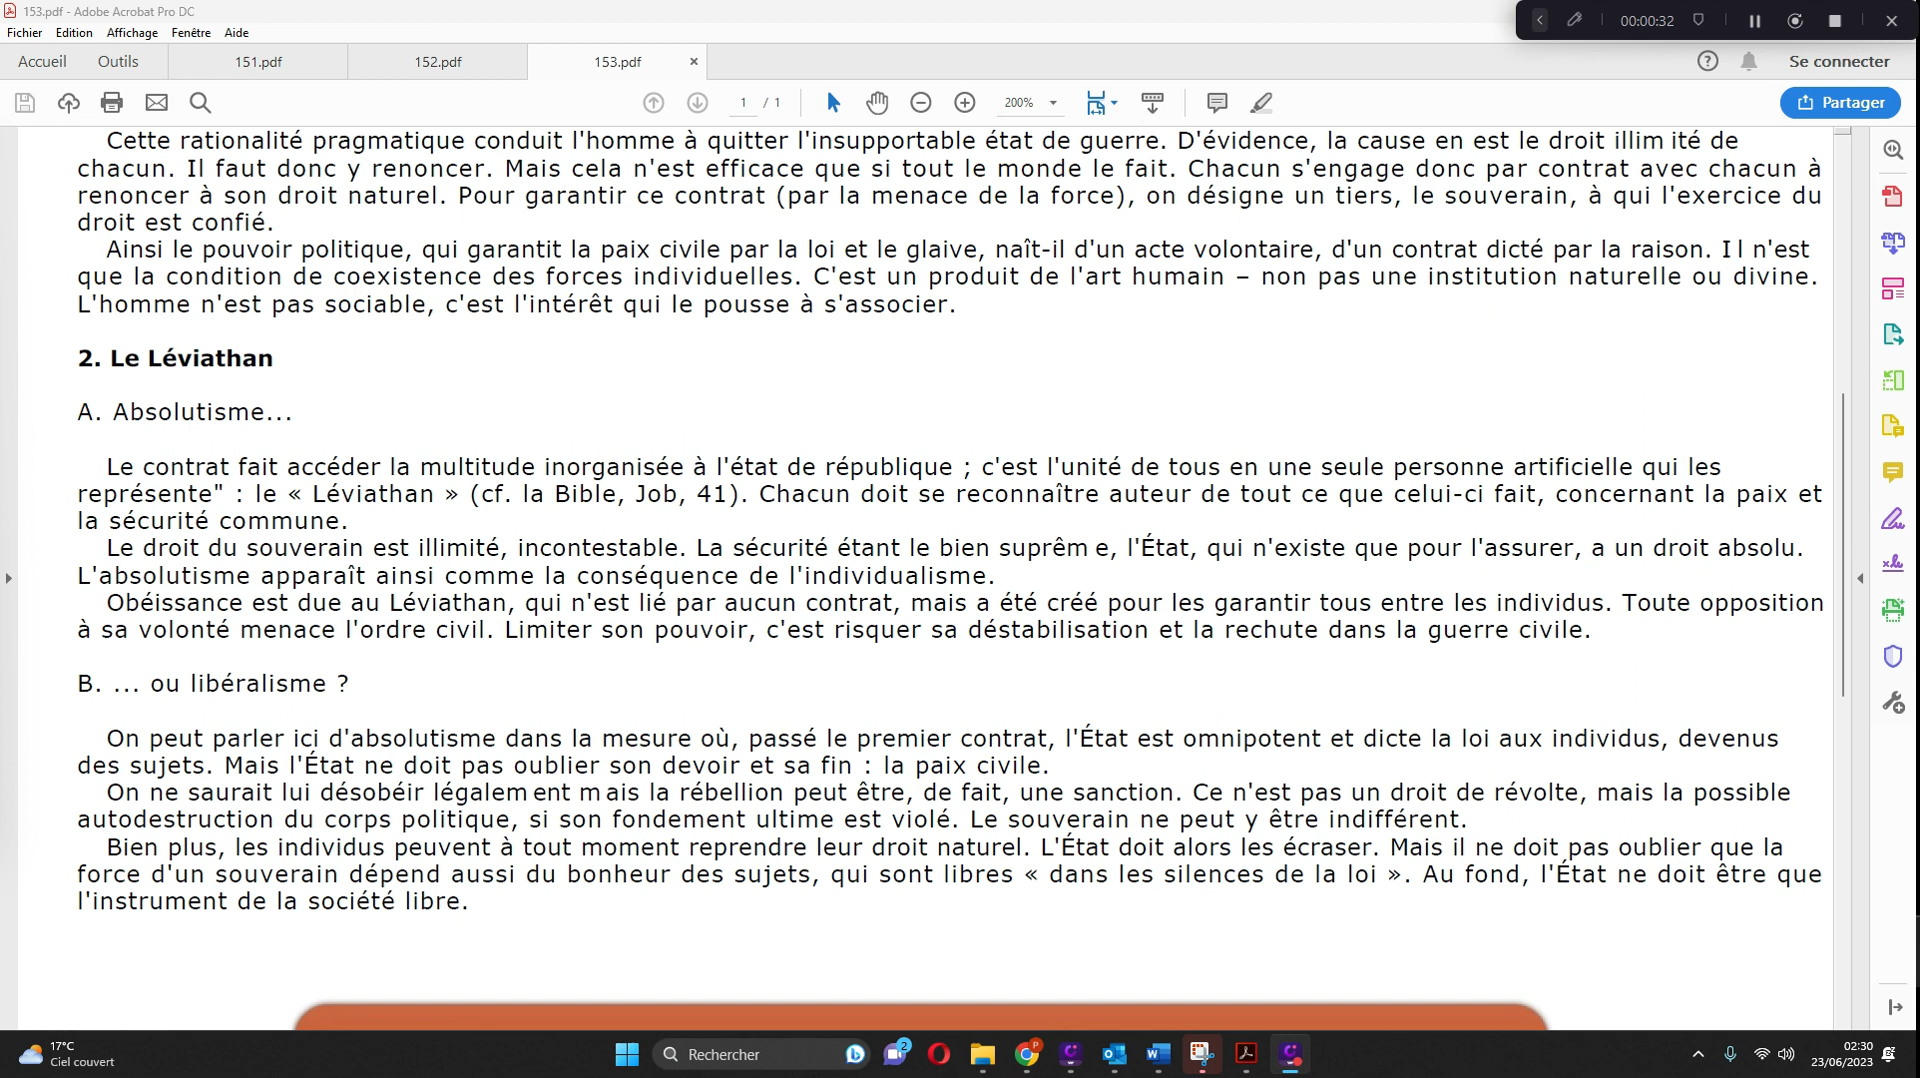 153.pdf - Adobe Acrobat Pro DC
00:00:32
Fichier Edition Affichage Fenêtre Aide
Accueil Outils 151.pdf 152.pdf 153.pdf × Se connecter
1 / 1 200% Partager
Cette rationalité pragmatique conduit l'homme à quitter l'insupportable état de guerre. D'évidence, la cause en est le droit illim ité de
chacun. Il faut donc y renoncer. Mais cela n'est efficace que si tout le monde le fait. Chacun s'engage donc par contrat avec chacun à
renoncer à son droit naturel. Pour garantir ce contrat (par la menace de la force), on désigne un tiers, le souverain, à qui l'exercice du
droit est confié.
Ainsi le pouvoir politique, qui garantit la paix civile par la loi et le glaive, naît-il d'un acte volontaire, d'un contrat dicté par la raison. I l n'est
que la condition de coexistence des forces individuelles. C'est un produit de l'art humain – non pas une institution naturelle ou divine.
L'homme n'est pas sociable, c'est l'intérêt qui le pousse à s'associer.
2. Le Léviathan
A. Absolutisme...
Le contrat fait accéder la multitude inorganisée à l'état de république ; c'est l'unité de tous en une seule personne artificielle qui les
représente" : le « Léviathan » (cf. la Bible, Job, 41). Chacun doit se reconnaître auteur de tout ce que celui-ci fait, concernant la paix et
la sécurité commune.
Le droit du souverain est illimité, incontestable. La sécurité étant le bien suprêm e, l'État, qui n'existe que pour l'assurer, a un droit absolu.
L'absolutisme apparaît ainsi comme la conséquence de l'individualisme.
Obéissance est due au Léviathan, qui n'est lié par aucun contrat, mais a été créé pour les garantir tous entre les individus. Toute opposition
à sa volonté menace l'ordre civil. Limiter son pouvoir, c'est risquer sa déstabilisation et la rechute dans la guerre civile.
B. ... ou libéralisme ?
On peut parler ici d'absolutisme dans la mesure où, passé le premier contrat, l'État est omnipotent et dicte la loi aux individus, devenus
des sujets. Mais l'État ne doit pas oublier son devoir et sa fin : la paix civile.
On ne saurait lui désobéir légalem ent m ais la rébellion peut être, de fait, une sanction. Ce n'est pas un droit de révolte, mais la possible
autodestruction du corps politique, si son fondement ultime est violé. Le souverain ne peut y être indifférent.
Bien plus, les individus peuvent à tout moment reprendre leur droit naturel. L'État doit alors les écraser. Mais il ne doit pas oublier que la
force d'un souverain dépend aussi du bonheur des sujets, qui sont libres « dans les silences de la loi ». Au fond, l'État ne doit être que
l'instrument de la société libre.
17°C
Ciel couvert
Rechercher
2
P
02:30
23/06/2023